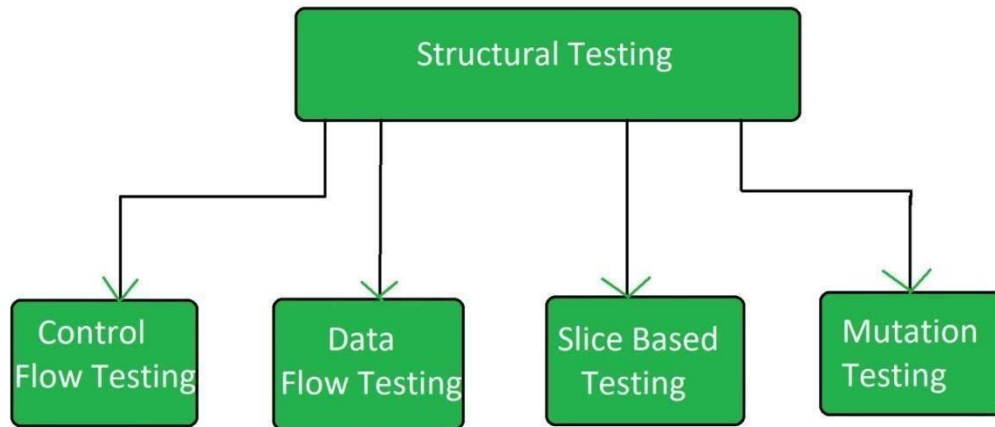 Structural Testing
Control
Flow Testing
Data
Flow Testing
Slice Based
Testing
Mutation
Testing